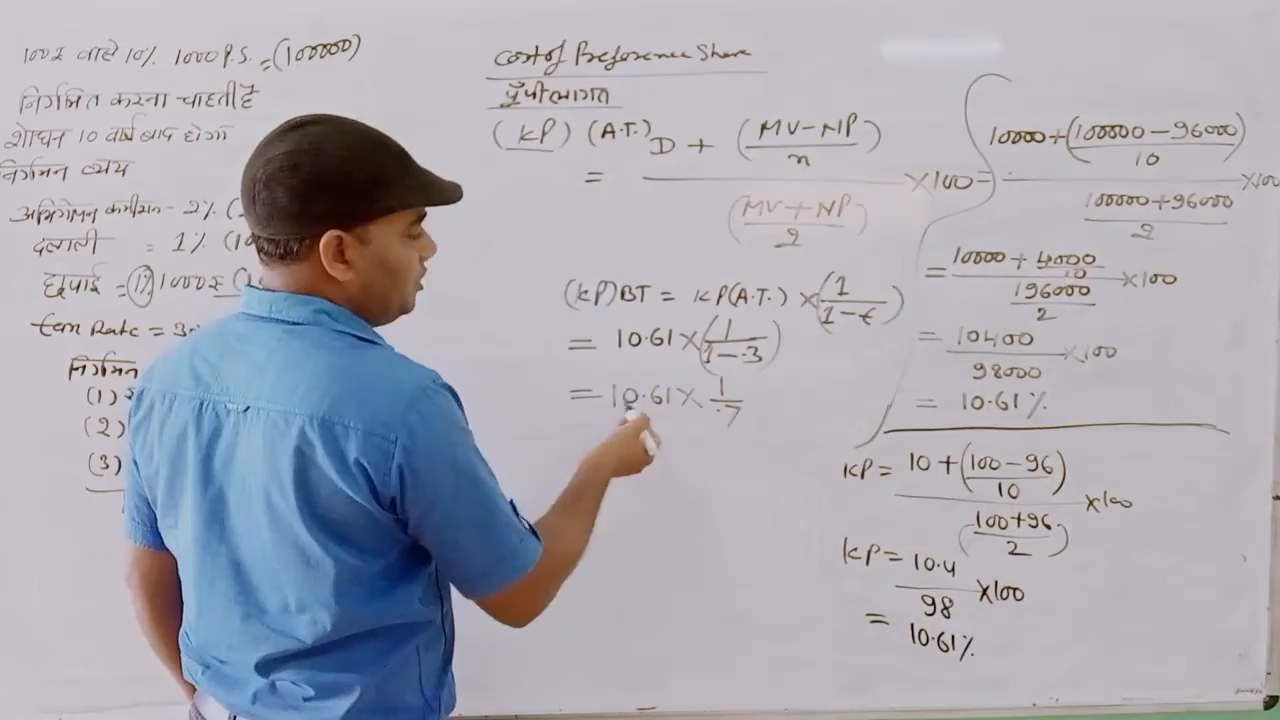 100₹ वाले 10% 1000 P.S. = (100000)
निर्गमित करना चाहती है
शोधन 10 वर्ष बाद होगा
निर्गमन व्यय
अभिगोपन कमीशन - 2% (
दलाली = 1% (10
छपाई = 1% 1000₹ (
Rate = 30
निर्गमन
(1)
(2)
(3)
Cost of Preference Share
पूँजी लागत
(KP) (A.T.)
= D + (MV-NP)/n / (MV+NP)/2 × 100 = 10000 + (100000 - 96000)/10 / (100000 + 96000)/2 × 100
= 10000 + 4000/10 / 196000/2 × 100
= 10400/98000 × 100
= 10.61%
(KP)BT = KP(A.T.) × (1/1-t)
= 10.61 × (1/1-.3)
= 10.61 × 1/.7
KP = 10 + (100-96)/10 / (100+96)/2 × 100
KP = 10.4/98 × 100
= 10.61%